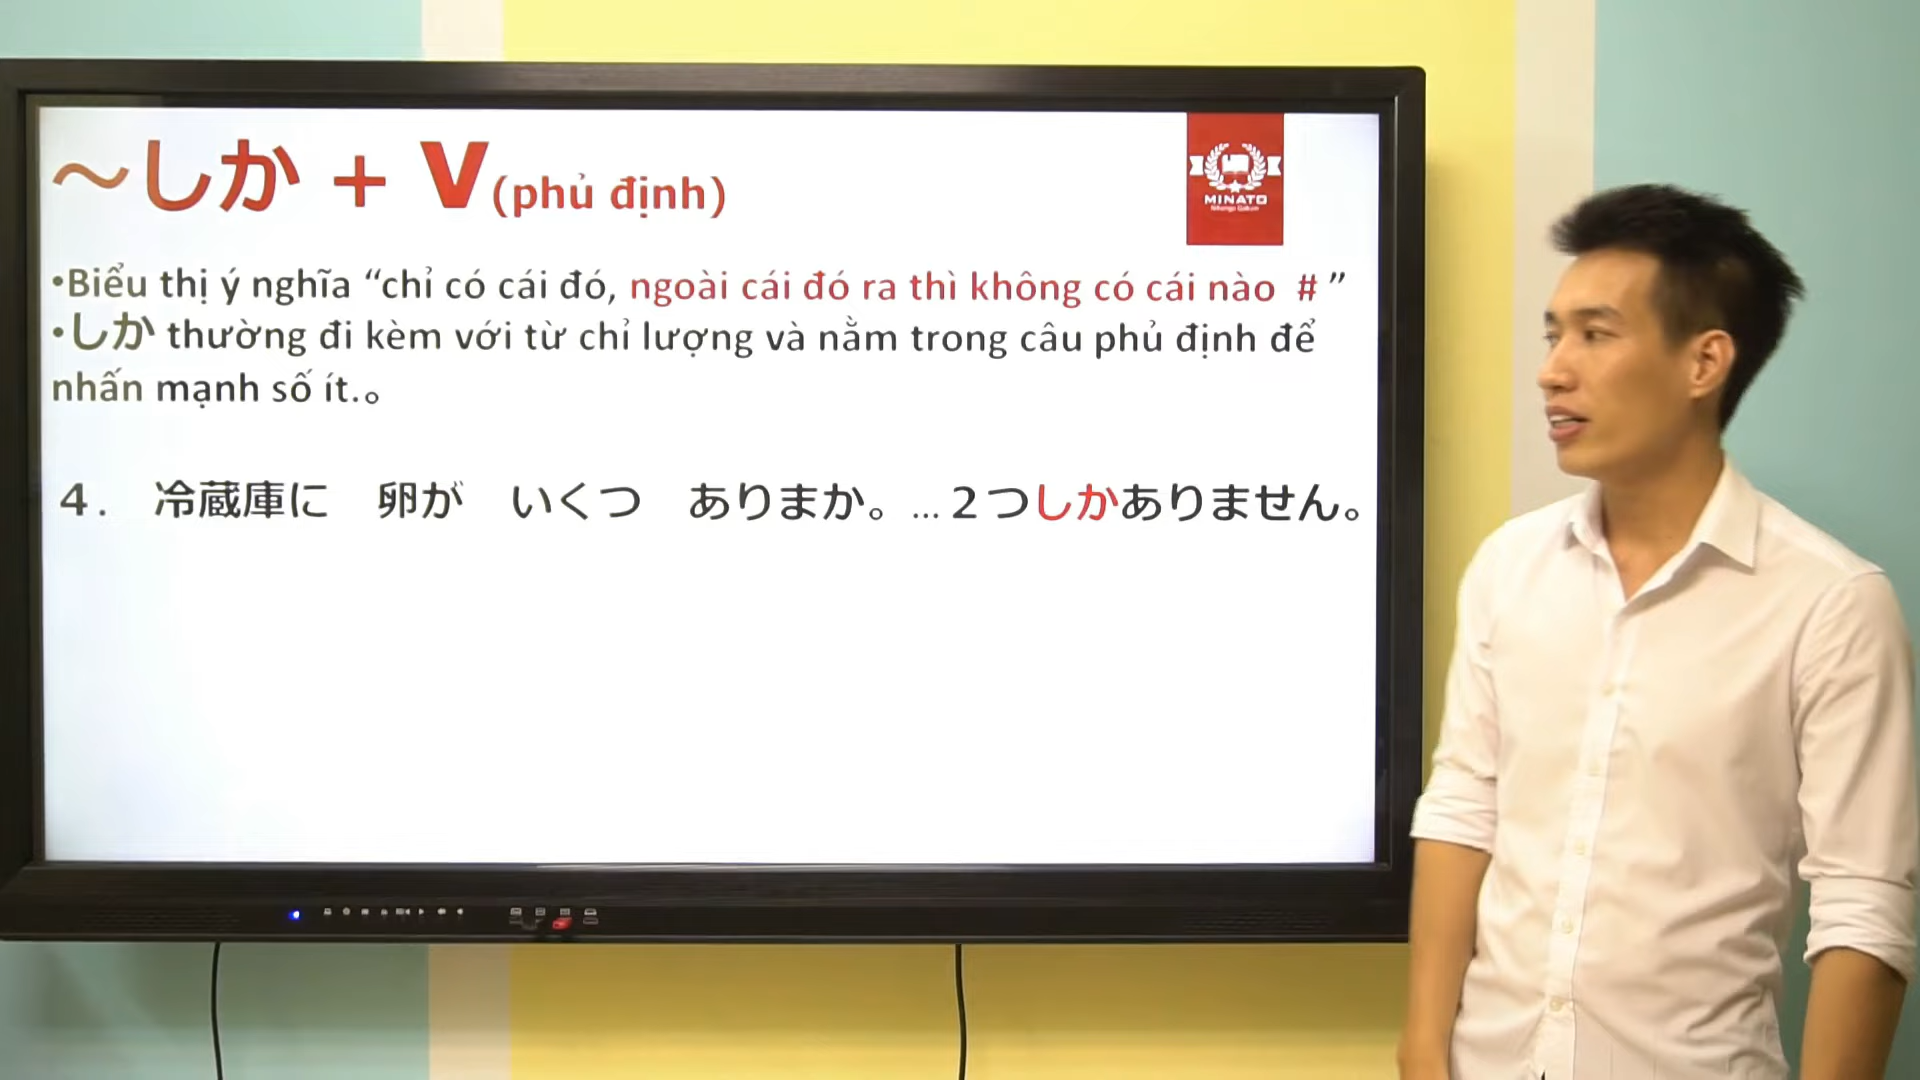 ～しか + V(phủ định)
MINATO
•Biểu thị ý nghĩa “chỉ có cái đó, ngoài cái đó ra thì không có cái nào # ”
•しか thường đi kèm với từ chỉ lượng và nằm trong câu phủ định để
nhấn mạnh số ít.。
４． 冷蔵庫に 卵が いくつ ありまか。…２つしかありません。